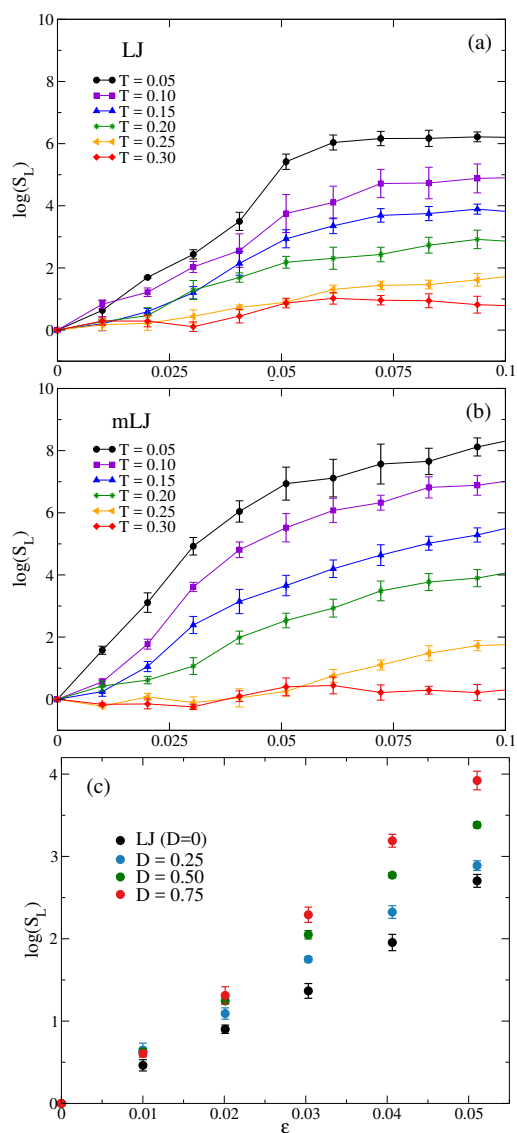 10
(a)
LJ
8
T = 0.05
T = 0.10
T = 0.15
6
T = 0.20
T = 0.25
T = 0.30
log(S_L)
4
2
0
0
0.025
0.05
0.075
0.1
10
(b)
mLJ
8
T = 0.05
T = 0.10
T = 0.15
6
T = 0.20
T = 0.25
T = 0.30
log(S_L)
4
2
0
0
0.025
0.05
0.075
0.1
4
(c)
LJ (D=0)
D = 0.25
3
D = 0.50
D = 0.75
log(S_L)
2
1
0
0
0.01
0.02
0.03
0.04
0.05
ε